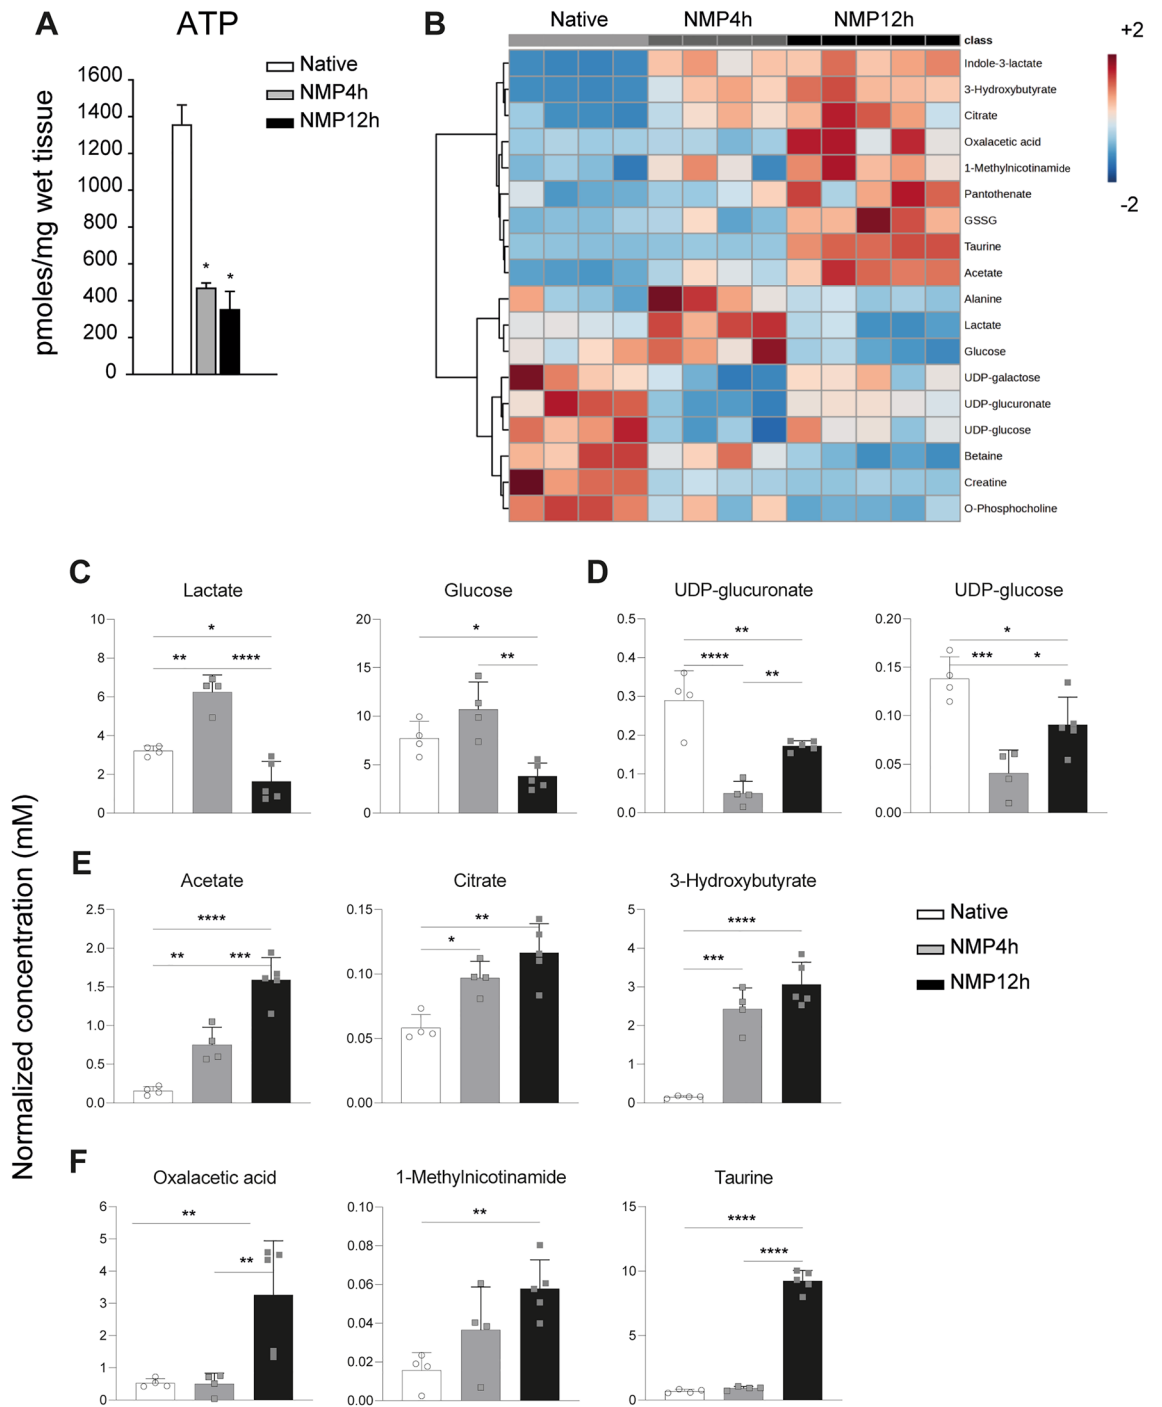 A
ATP
Native
NMP4h
NMP12h
pmoles/mg wet tissue
1600
1400
1200
1000
800
600
400
200
0
*
*
B
Native
NMP4h
NMP12h
class
+2
-2
Indole-3-lactate
3-Hydroxybutyrate
Citrate
Oxalacetic acid
1-Methylnicotinamide
Pantothenate
GSSG
Taurine
Acetate
Alanine
Lactate
Glucose
UDP-galactose
UDP-glucuronate
UDP-glucose
Betaine
Creatine
O-Phosphocholine
Normalized concentration (mM)
C
Lactate
10
8
6
4
2
0
*
** ****
Glucose
20
15
10
5
0
*
**
D
UDP-glucuronate
0.5
0.4
0.3
0.2
0.1
0.0
**
****
**
UDP-glucose
0.20
0.15
0.10
0.05
0.00
*
*** *
E
Acetate
2.5
2.0
1.5
1.0
0.5
0.0
****
** ***
Citrate
0.15
0.10
0.05
0.00
**
*
3-Hydroxybutyrate
5
4
3
2
1
0
****
***
Native
NMP4h
NMP12h
F
Oxalacetic acid
6
5
4
3
2
1
0
**
**
1-Methylnicotinamide
0.10
0.08
0.06
0.04
0.02
0.00
**
Taurine
15
10
5
0
****
****